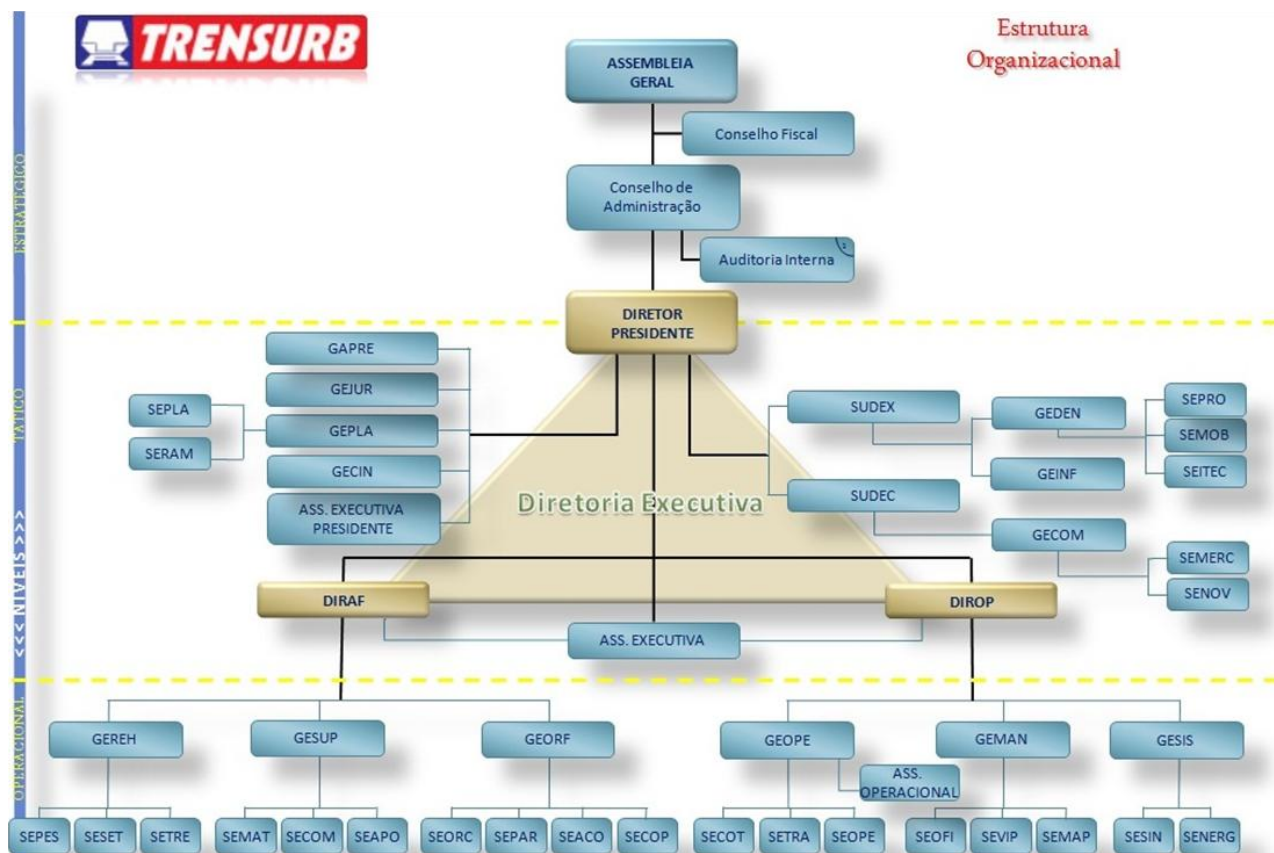 TRENSURB
Estrutura
Organizacional
ASSEMBLEIA
GERAL
Conselho Fiscal
Conselho de
Administração
Auditoria Interna
1
ESTRATÉGICO
DIRETOR
PRESIDENTE
GAPRE
GEJUR
GEPLA
GECIN
ASS. EXECUTIVA
PRESIDENTE
SEPLA
SERAM
SUDEX
SUDEC
GEDEN
GEINF
GECOM
SEPRO
SEMOB
SEITEC
SEMERC
SENOV
TÁTICO
Diretoria Executiva
DIRAF
DIROP
ASS. EXECUTIVA
<<< NÍVEIS >>>
OPERACIONAL
GEREH
GESUP
GEORF
GEOPE
GEMAN
GESIS
ASS.
OPERACIONAL
SEPES
SESET
SETRE
SEMAT
SECOM
SEAPO
SEORC
SEPAR
SEACO
SECOP
SECOT
SETRA
SEOPE
SEOFI
SEVIP
SEMAP
SESIN
SENERG